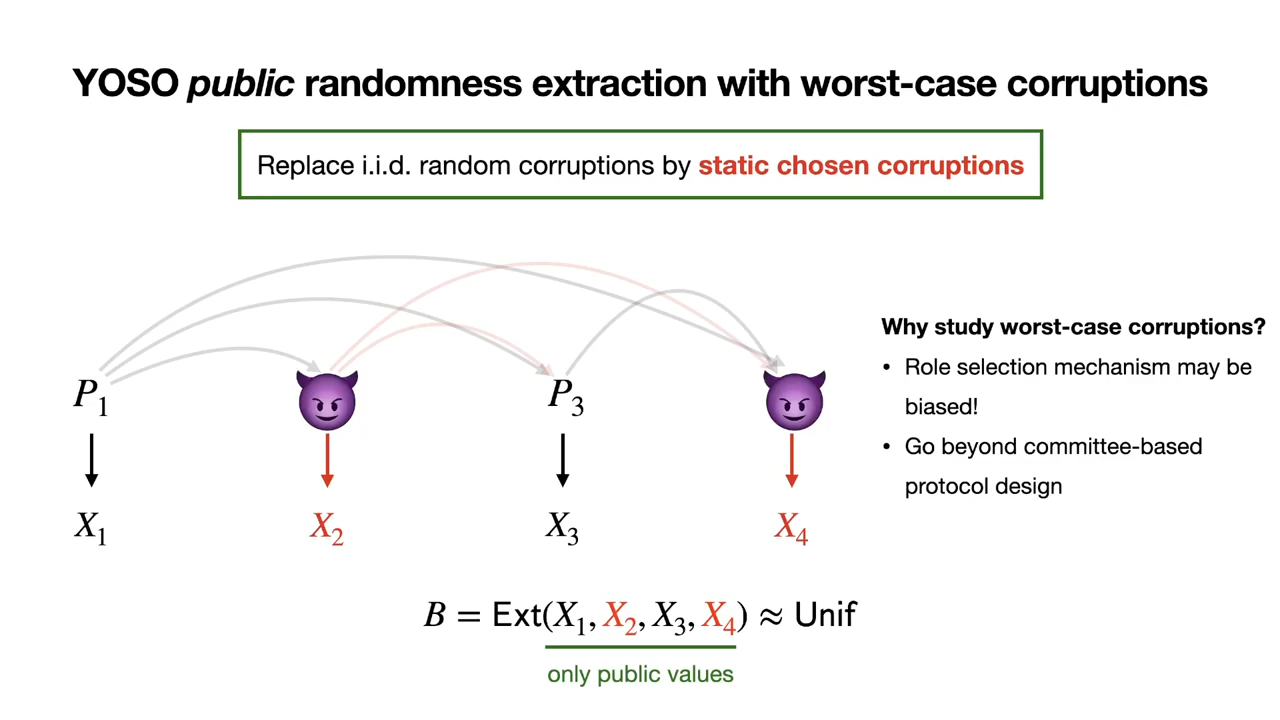 YOSO public randomness extraction with worst-case corruptions
Replace i.i.d. random corruptions by static chosen corruptions
Why study worst-case corruptions?
• Role selection mechanism may be
biased!
• Go beyond committee-based
protocol design
P₁ P₃
X₁ X₂ X₃ X₄
B = Ext(X₁, X₂, X₃, X₄) ≈ Unif
only public values